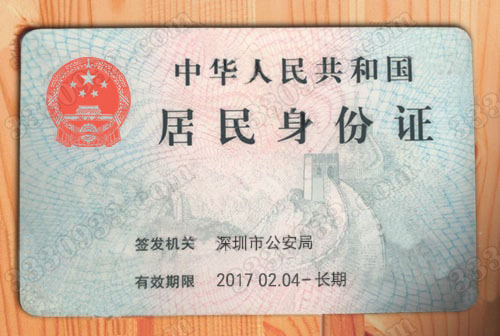 中华人民共和国
居民身份证
签发机关 深圳市公安局
有效期限 2017 02.04-长期